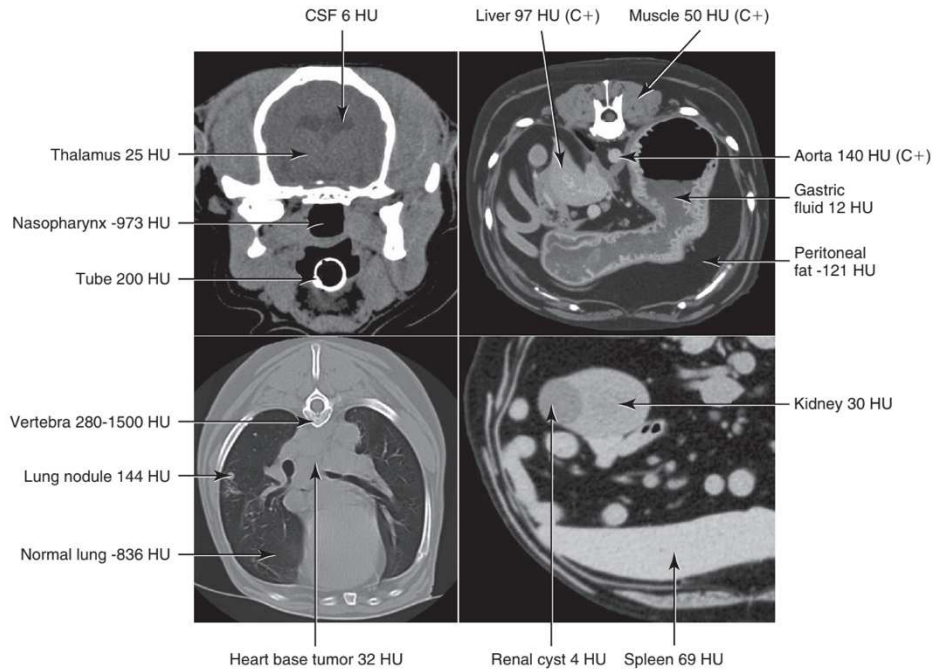 CSF 6 HU
Liver 97 HU (C+)
Muscle 50 HU (C+)
Thalamus 25 HU
Nasopharynx -973 HU
Tube 200 HU
Aorta 140 HU (C+)
Gastric
fluid 12 HU
Peritoneal
fat -121 HU
Vertebra 280-1500 HU
Lung nodule 144 HU
Normal lung -836 HU
Kidney 30 HU
Heart base tumor 32 HU
Renal cyst 4 HU
Spleen 69 HU